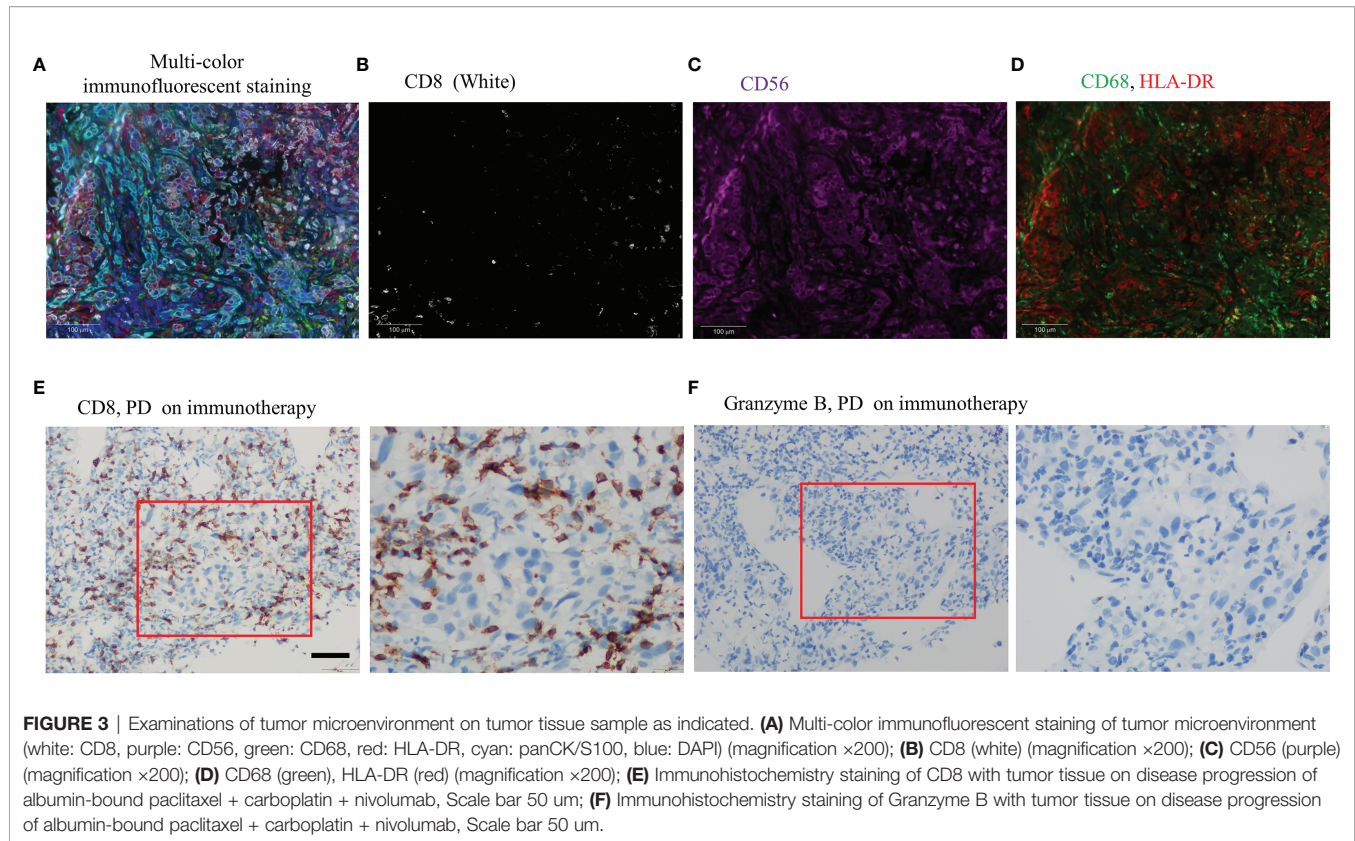 A
Multi-color
immunofluorescent staining
B
CD8 (White)
C
CD56
D
CD68, HLA-DR
100 μm
100 μm
100 μm
100 μm
E
CD8, PD on immunotherapy
F
Granzyme B, PD on immunotherapy
FIGURE 3 | Examinations of tumor microenvironment on tumor tissue sample as indicated. (A) Multi-color immunofluorescent staining of tumor microenvironment
(white: CD8, purple: CD56, green: CD68, red: HLA-DR, cyan: panCK/S100, blue: DAPI) (magnification ×200); (B) CD8 (white) (magnification ×200); (C) CD56 (purple)
(magnification ×200); (D) CD68 (green), HLA-DR (red) (magnification ×200); (E) Immunohistochemistry staining of CD8 with tumor tissue on disease progression of
albumin-bound paclitaxel + carboplatin + nivolumab, Scale bar 50 um; (F) Immunohistochemistry staining of Granzyme B with tumor tissue on disease progression
of albumin-bound paclitaxel + carboplatin + nivolumab, Scale bar 50 um.